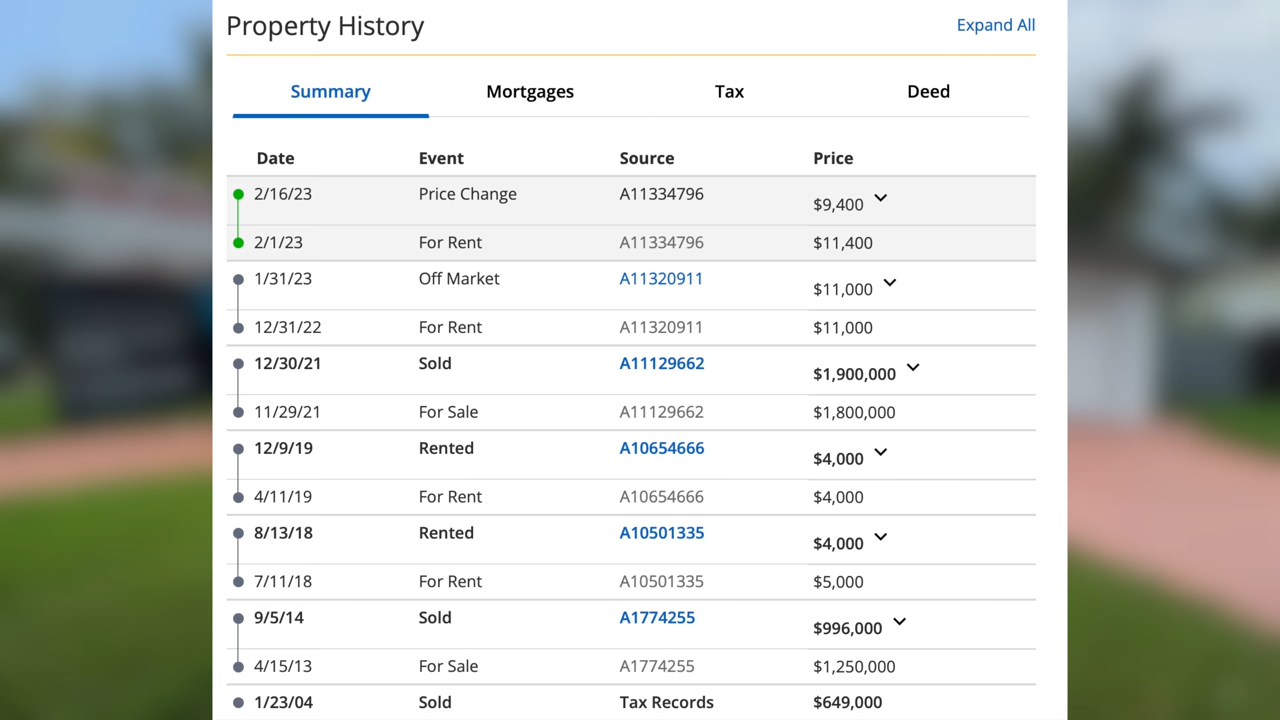 Property History Expand All
Summary Mortgages Tax Deed
Date Event Source Price
2/16/23 Price Change A11334796 $9,400
2/1/23 For Rent A11334796 $11,400
1/31/23 Off Market A11320911 $11,000
12/31/22 For Rent A11320911 $11,000
12/30/21 Sold A11129662 $1,900,000
11/29/21 For Sale A11129662 $1,800,000
12/9/19 Rented A10654666 $4,000
4/11/19 For Rent A10654666 $4,000
8/13/18 Rented A10501335 $4,000
7/11/18 For Rent A10501335 $5,000
9/5/14 Sold A1774255 $996,000
4/15/13 For Sale A1774255 $1,250,000
1/23/04 Sold Tax Records $649,000